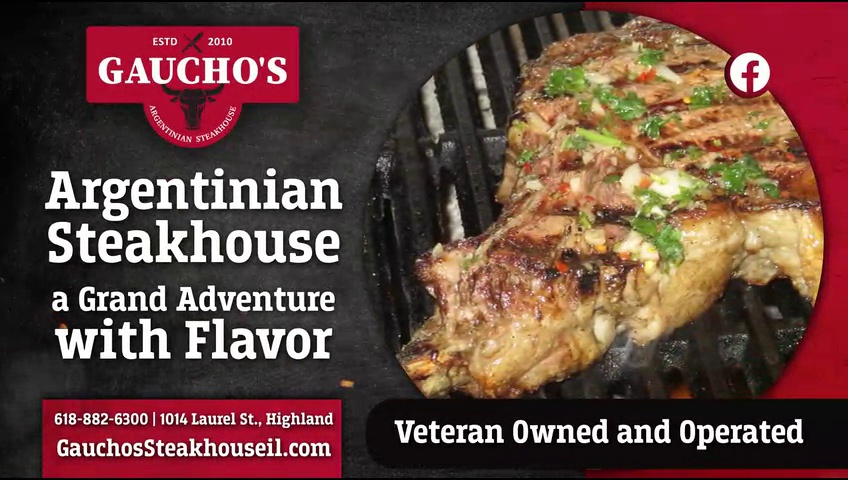 ESTD 2010
GAUCHO'S
ARGENTINIAN STEAKHOUSE
Argentinian
Steakhouse
a Grand Adventure
with Flavor
618-882-6300 | 1014 Laurel St., Highland
GauchosSteakhouseil.com
Veteran Owned and Operated